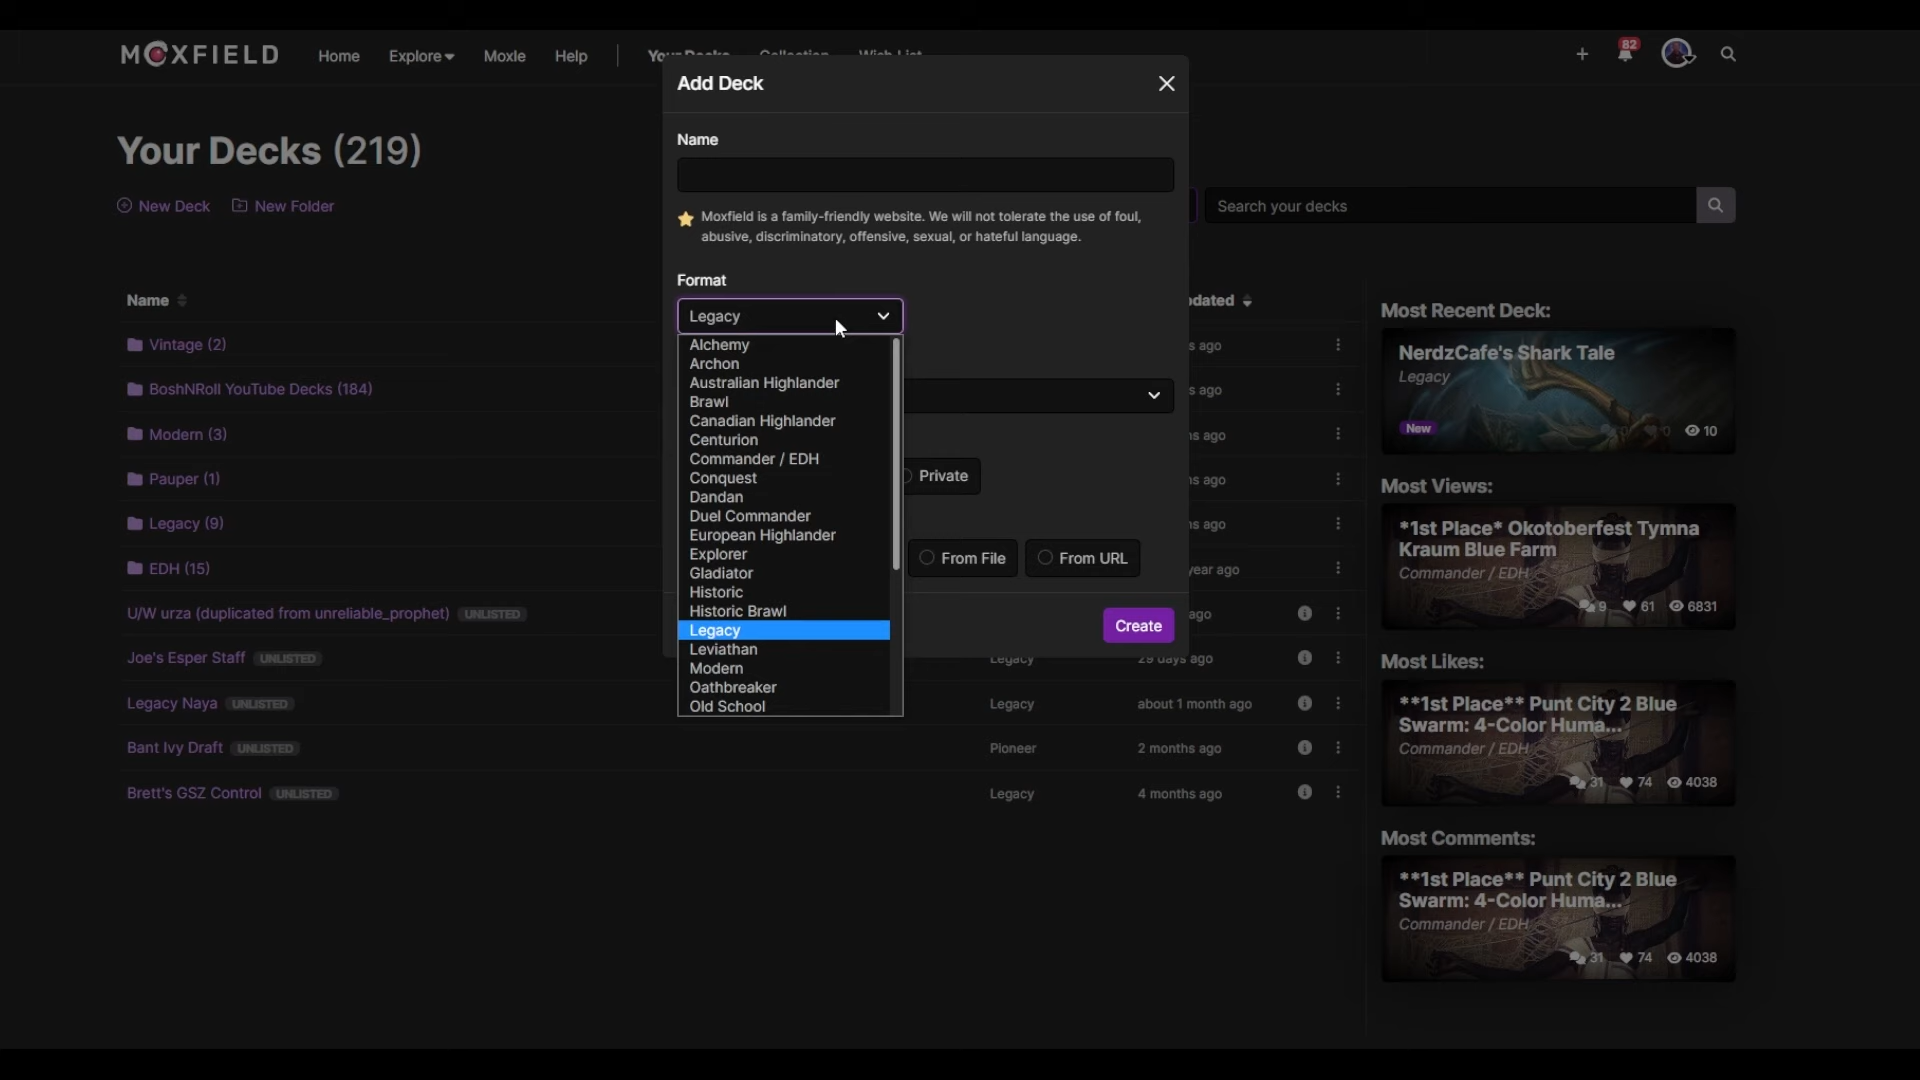 MOXFIELD
Home
Explore
Moxle
Help
82
Add Deck
Name
Moxfield is a family-friendly website. We will not tolerate the use of foul,
abusive, discriminatory, offensive, sexual, or hateful language.
Format
Legacy
Alchemy
Archon
Australian Highlander
Brawl
Canadian Highlander
Centurion
Commander / EDH
Conquest
Dandan
Duel Commander
European Highlander
Explorer
Gladiator
Historic
Historic Brawl
Legacy
Leviathan
Modern
Oathbreaker
Old School
Private
From File
From URL
Create
Your Decks (219)
New Deck
New Folder
Search your decks
Name
Vintage (2)
BoshNRoll YouTube Decks (184)
Modern (3)
Pauper (1)
Legacy (9)
EDH (15)
U/W urza (duplicated from unreliable_prophet) UNLISTED
ago
Joe's Esper Staff UNLISTED
Legacy
29 days ago
Legacy Naya UNLISTED
Legacy
about 1 month ago
Bant Ivy Draft UNLISTED
Pioneer
2 months ago
Brett's GSZ Control UNLISTED
Legacy
4 months ago
Most Recent Deck:
NerdzCafe's Shark Tale
Legacy
New
0 0 10
Most Views:
*1st Place* Oktoberfest Tymna
Kraum Blue Farm
Commander / EDH
9 61 6831
Most Likes:
**1st Place** Punt City 2 Blue
Swarm: 4-Color Huma...
Commander / EDH
31 74 4038
Most Comments:
**1st Place** Punt City 2 Blue
Swarm: 4-Color Huma...
Commander / EDH
31 74 4038